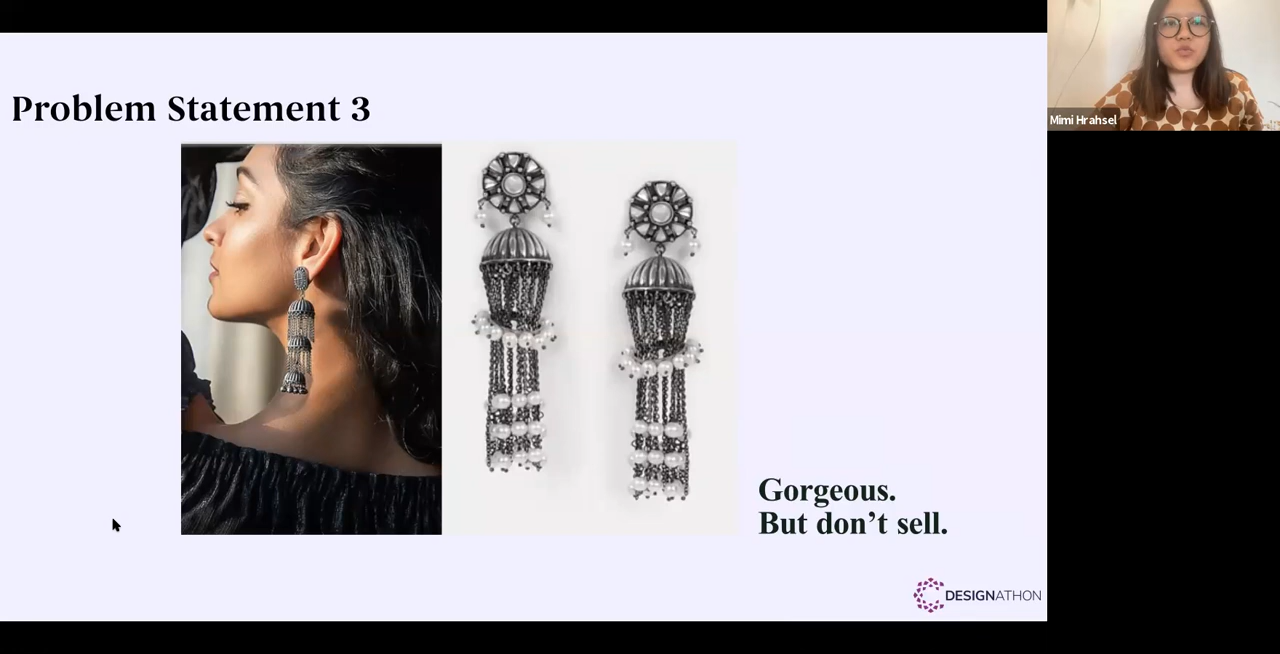 Problem Statement 3
Gorgeous.
But don’t sell.
DESIGNATHON
Mimi Hrahsel